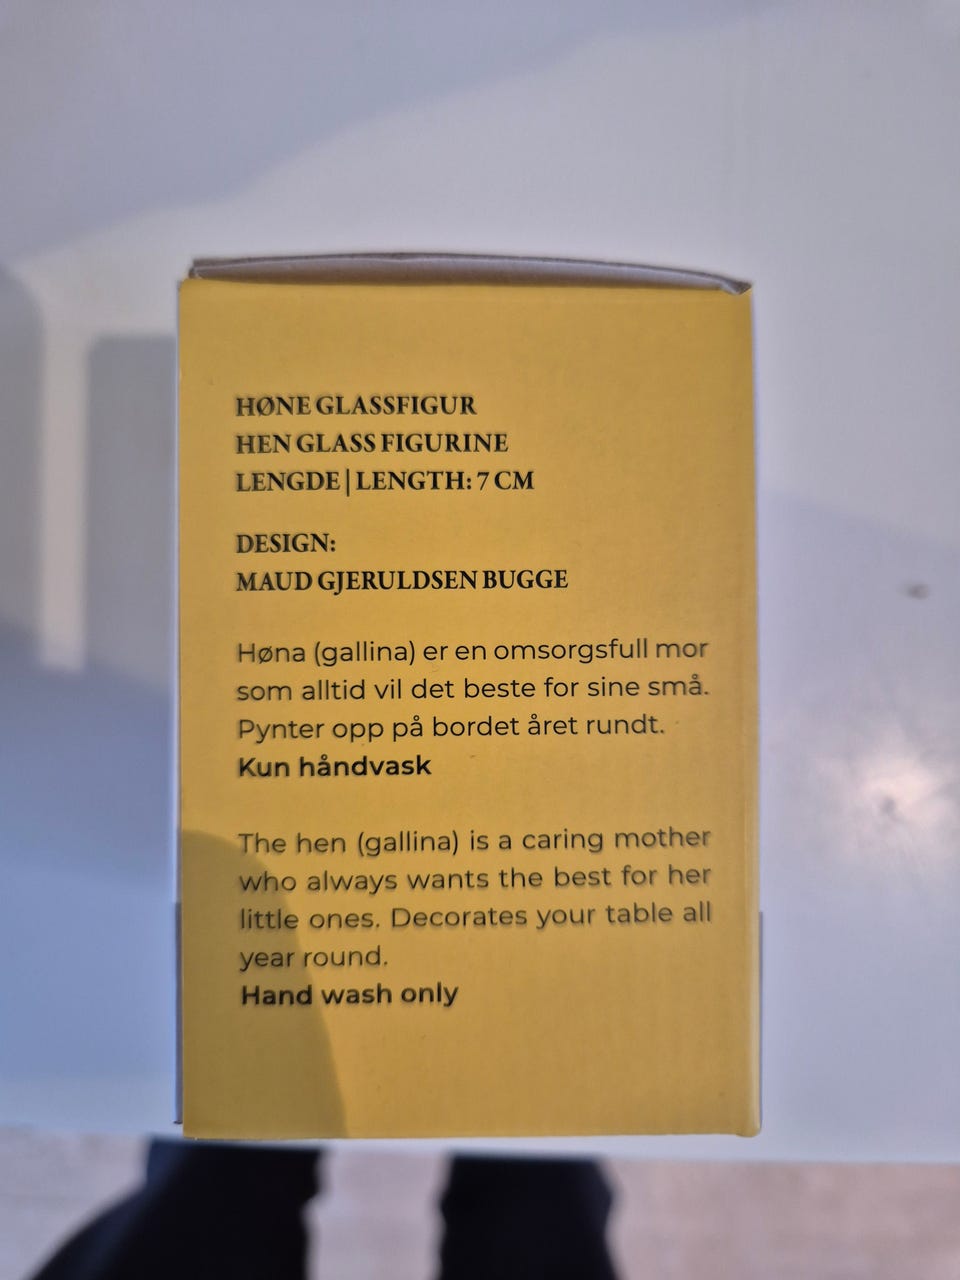 HØNE GLASSFIGUR
HEN GLASS FIGURINE
LENGDE | LENGTH: 7 CM
DESIGN:
MAUD GJERULDSEN BUGGE
Høna (gallina) er en omsorgsfull mor
som alltid vil det beste for sine små.
Pynter opp på bordet året rundt.
Kun håndvask
The hen (gallina) is a caring mother
who always wants the best for her
little ones. Decorates your table all
year round.
Hand wash only